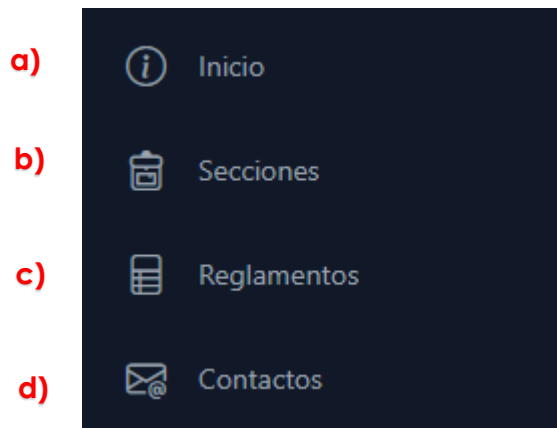 a) Inicio
b) Secciones
c) Reglamentos
d) Contactos